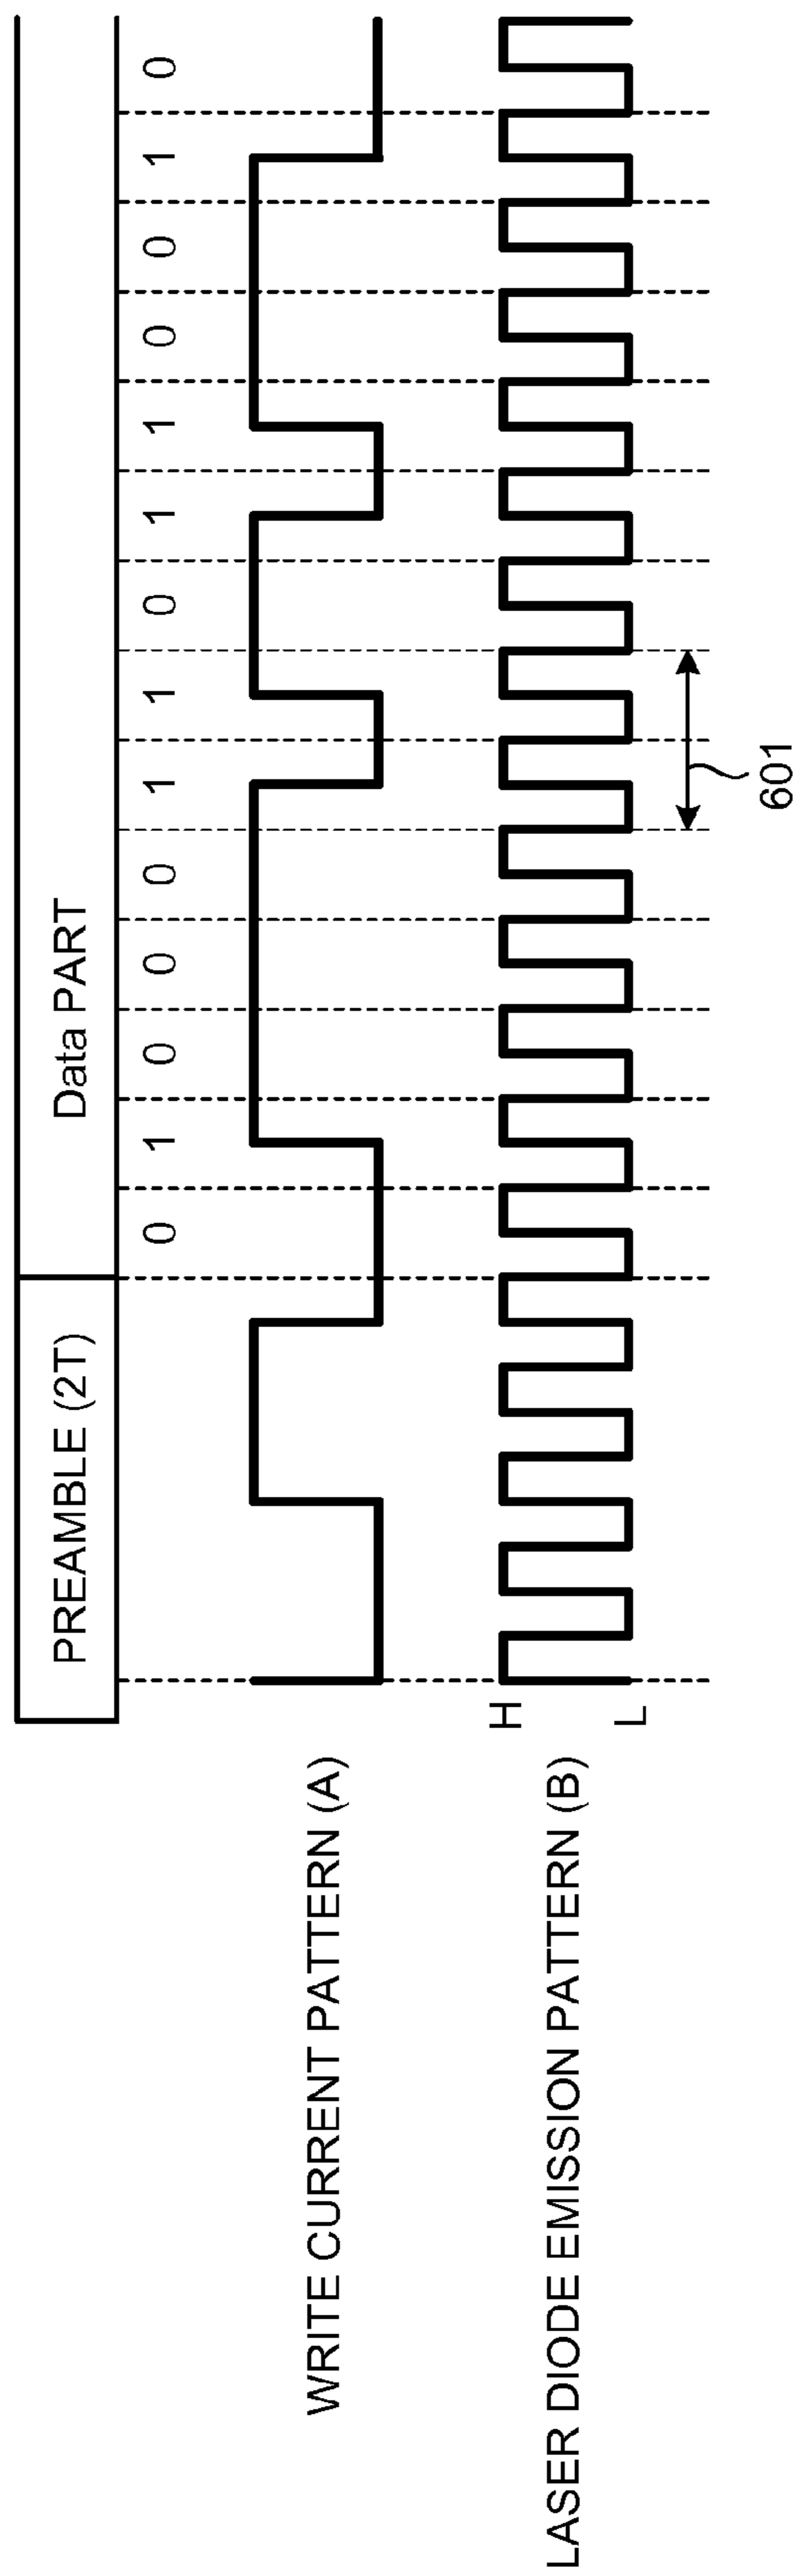 PREAMBLE (2T) Data PART
0 1 0 0 0 1 1 0 1 1 0 0 1 0
WRITE CURRENT PATTERN (A)
H
LASER DIODE EMISSION PATTERN (B)
L
601